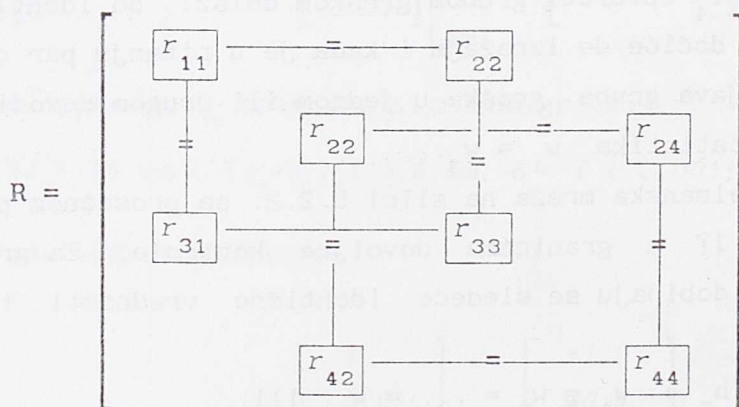 r11 = r22
r22 = r24
= =
R =
r31 = r33
=
r42 = r44